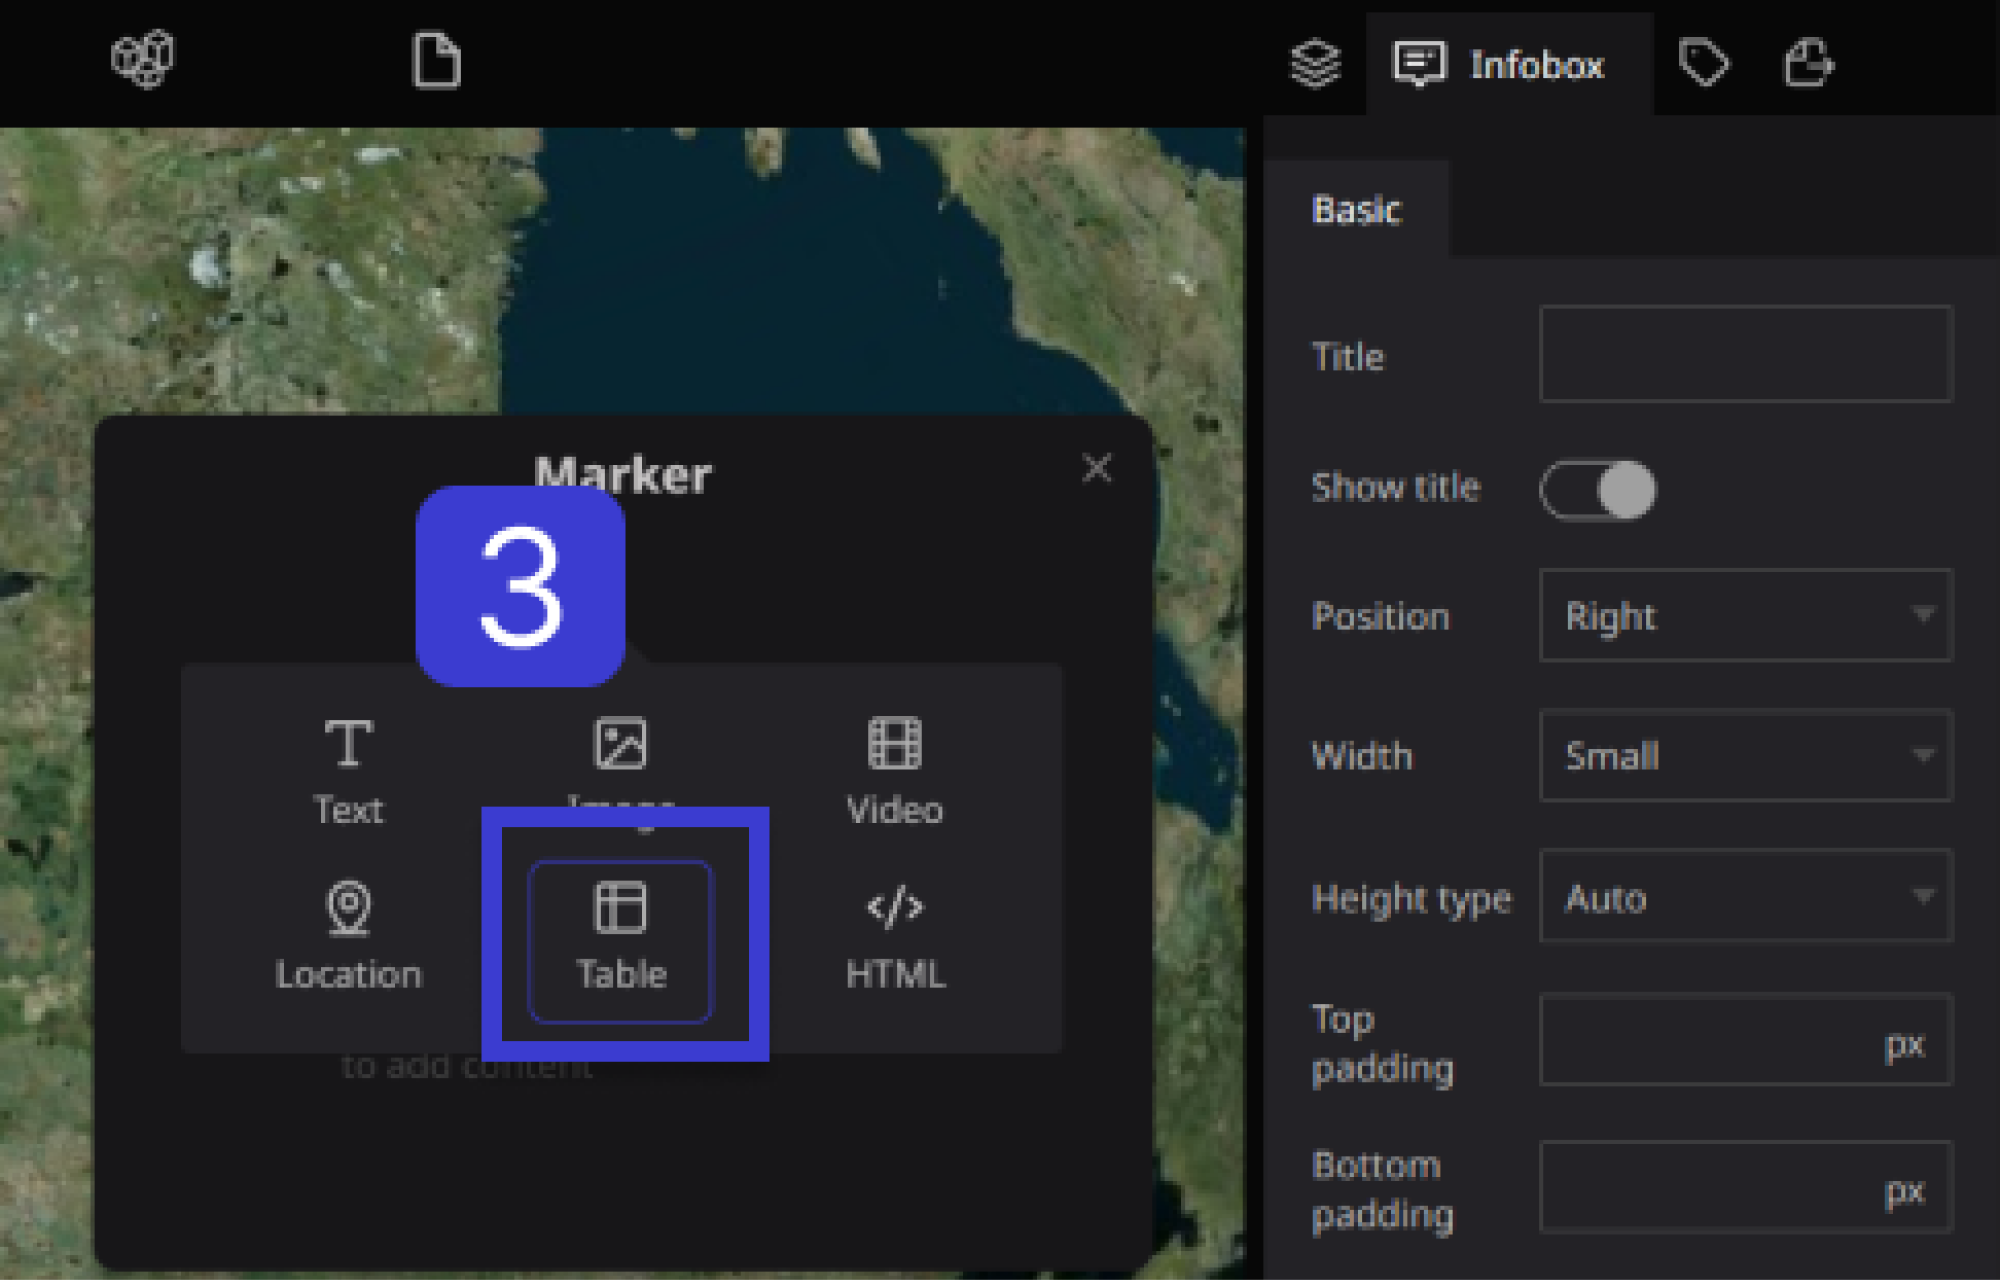 Infobox
Basic
Title
Show title
Position
Right
Width
Small
Height type
Auto
Top
padding
px
Bottom
padding
px
Marker
3
Text
Image
Video
Location
Table
HTML
to add content